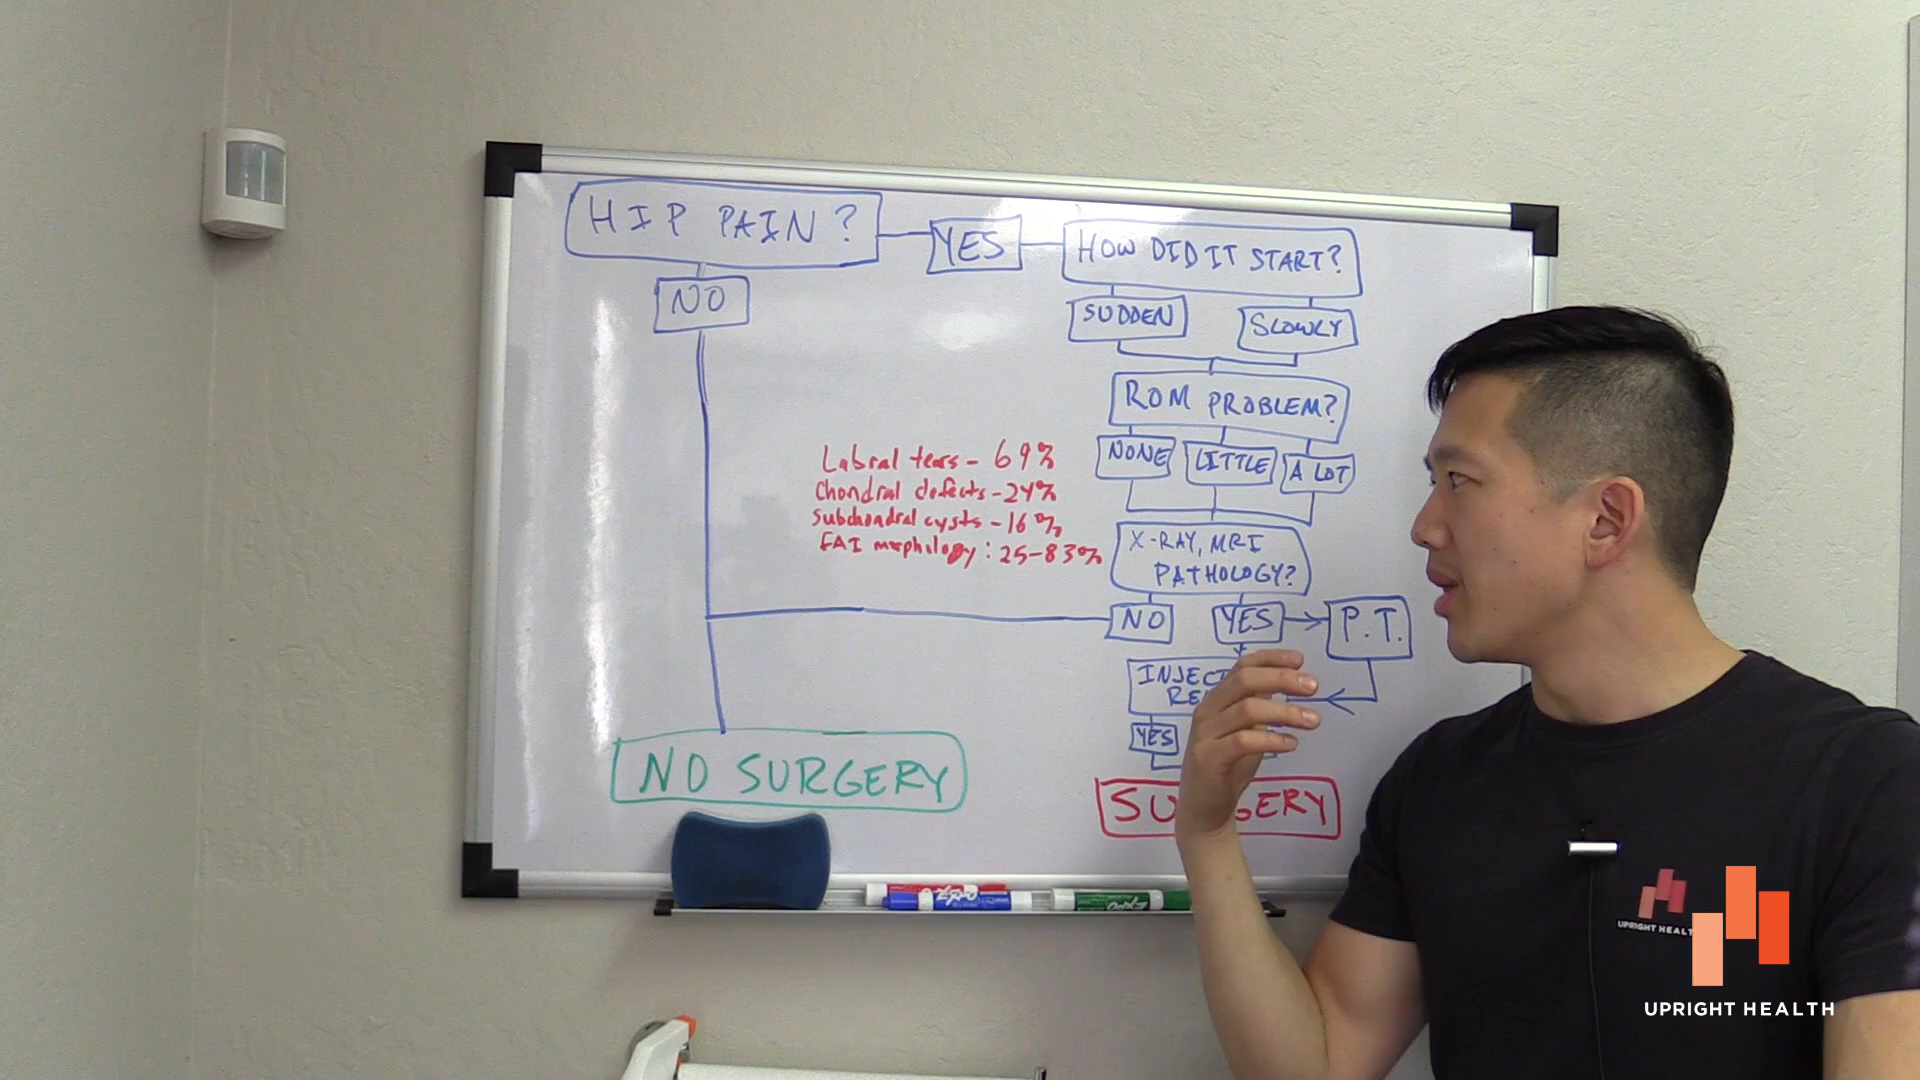 HIP PAIN?
YES
HOW DID IT START?
NO
SUDDEN
SLOWLY
ROM PROBLEM?
NONE
LITTLE
A LOT
Labral tears - 69%
Chondral defects - 24%
Subchondral cysts - 16%
FAI morphology: 25-83%
X-RAY, MRI
PATHOLOGY?
NO
YES
P.T.
YES
NO SURGERY
SURGERY
EXPO
UPRIGHT HEALTH